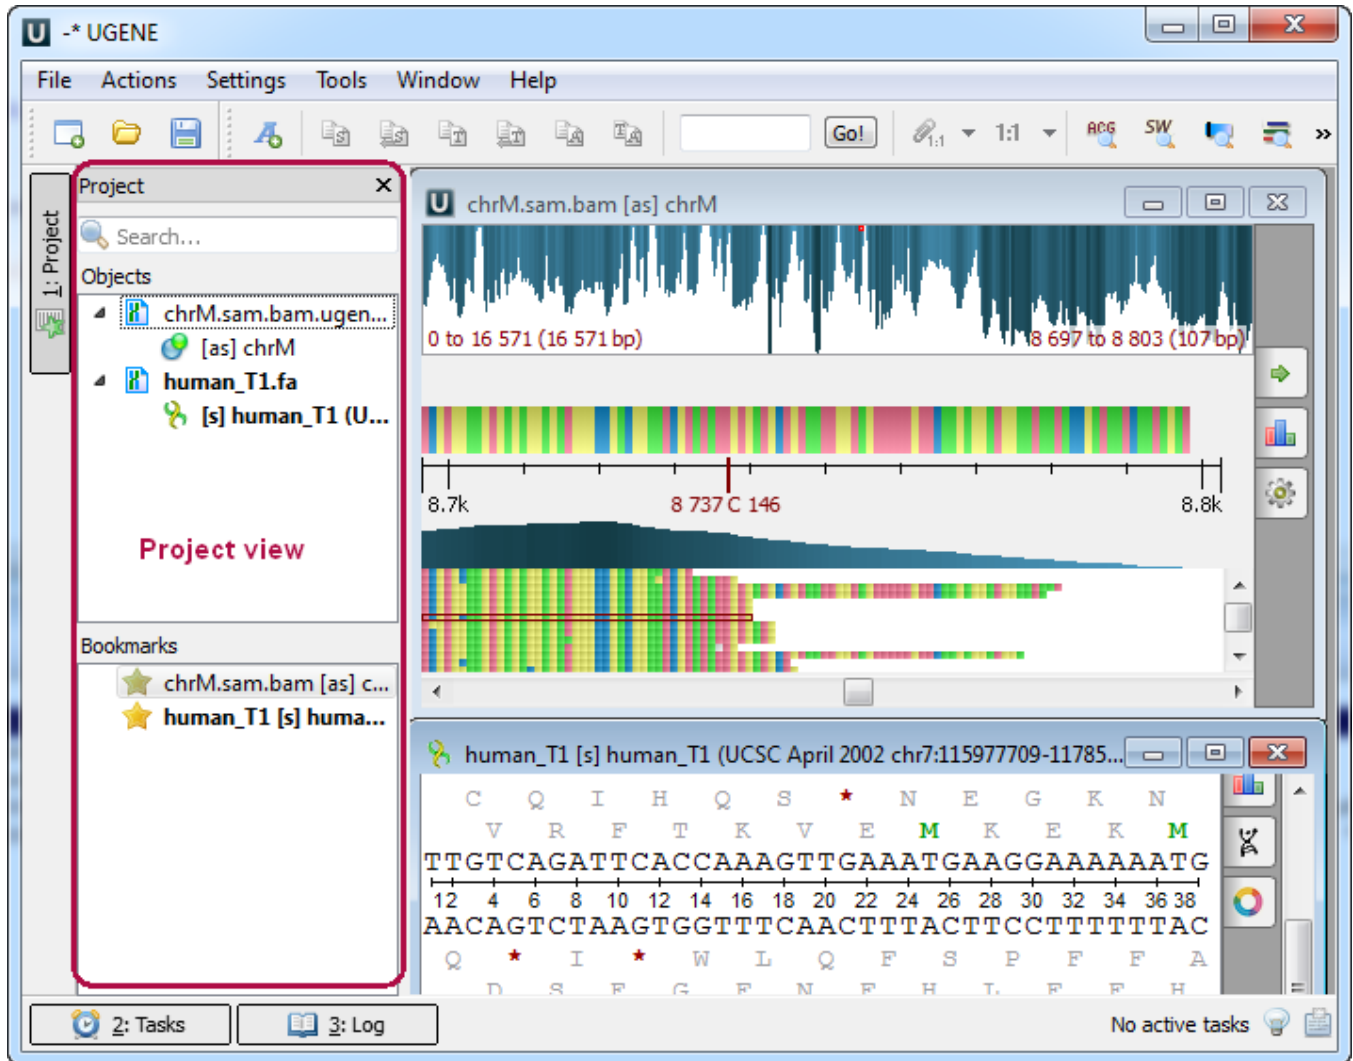 -* UGENE
File Actions Settings Tools Window Help
Go! 1:1 1:1 ACG SW »
1: Project
Project
Search...
Objects
chrM.sam.bam.ugen...
[as] chrM
human_T1.fa
[s] human_T1 (U...
Project view
Bookmarks
chrM.sam.bam [as] c...
human_T1 [s] huma...
chrM.sam.bam [as] chrM
0 to 16 571 (16 571 bp) 8 697 to 8 803 (107 bp)
8.7k 8 737 C 146 8.8k
human_T1 [s] human_T1 (UCSC April 2002 chr7:115977709-11785...
C Q I H Q S * N E G K N
V R F T K V E M K E K M
TTGTCAGATTCACCAAAGTTGAAATGAAGGAAAAAATG
12 4 6 8 10 12 14 16 18 20 22 24 26 28 30 32 34 36 38
AACAGTCTAAGTGGTTTCAACTTTACTTCCTTTTTTAC
Q * I * W L Q F S P F F A
D S E G F N F H L F F H
2: Tasks 3: Log No active tasks